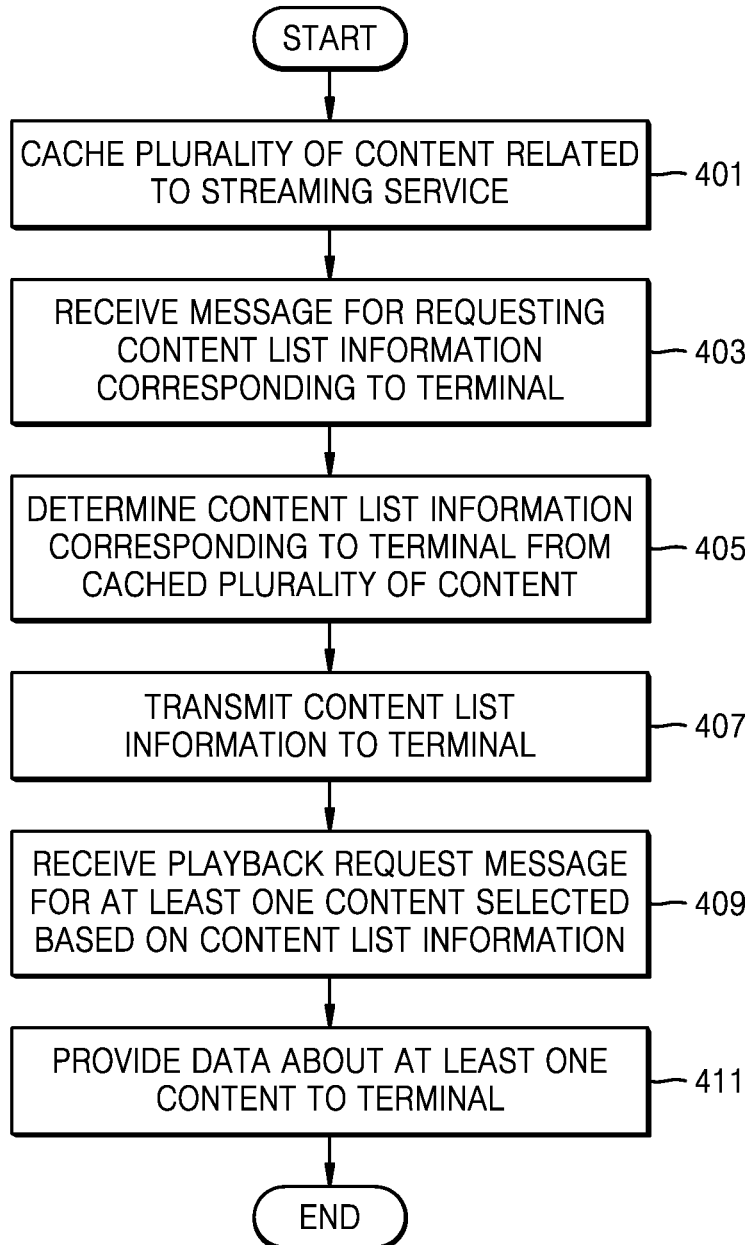 START
CACHE PLURALITY OF CONTENT RELATED
TO STREAMING SERVICE
401
RECEIVE MESSAGE FOR REQUESTING
CONTENT LIST INFORMATION
CORRESPONDING TO TERMINAL
403
DETERMINE CONTENT LIST INFORMATION
CORRESPONDING TO TERMINAL FROM
CACHED PLURALITY OF CONTENT
405
TRANSMIT CONTENT LIST
INFORMATION TO TERMINAL
407
RECEIVE PLAYBACK REQUEST MESSAGE
FOR AT LEAST ONE CONTENT SELECTED
BASED ON CONTENT LIST INFORMATION
409
PROVIDE DATA ABOUT AT LEAST ONE
CONTENT TO TERMINAL
411
END